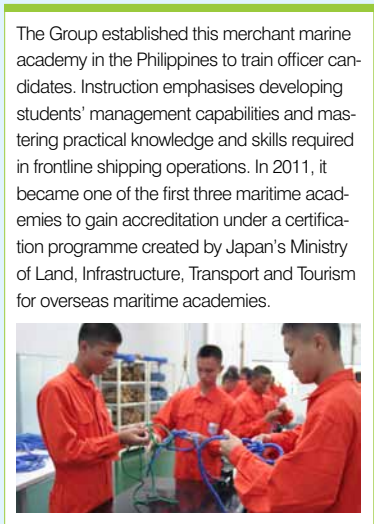 The Group established this merchant marine
academy in the Philippines to train officer can-
didates. Instruction emphasises developing
students’ management capabilities and mas-
tering practical knowledge and skills required
in frontline shipping operations. In 2011, it
became one of the first three maritime acad-
emies to gain accreditation under a certifica-
tion programme created by Japan’s Ministry
of Land, Infrastructure, Transport and Tourism
for overseas maritime academies.